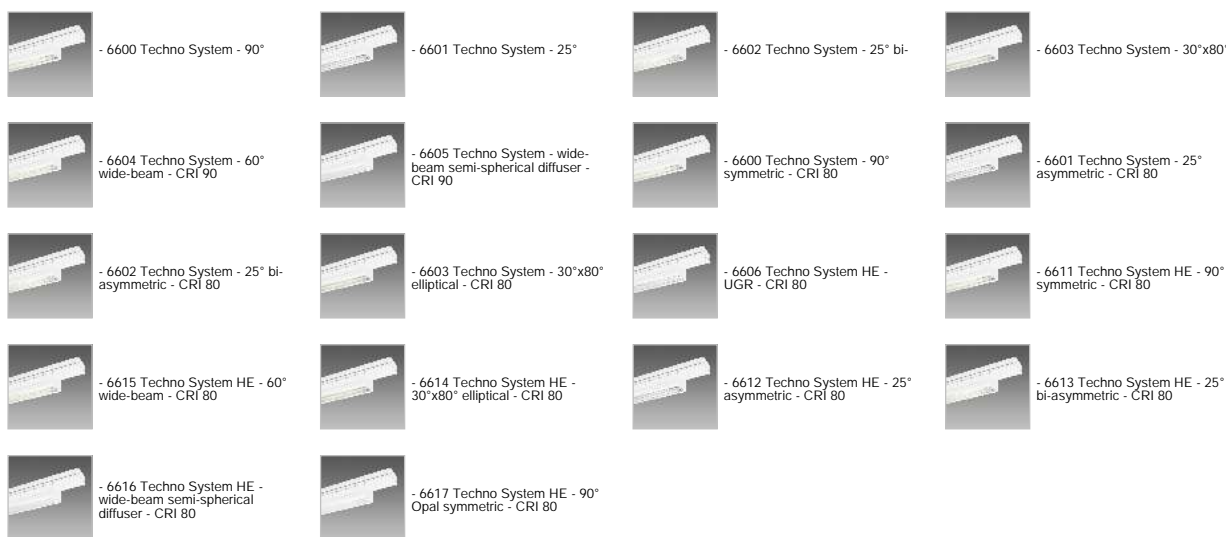 - 6600 Techno System - 90°
- 6601 Techno System - 25°
- 6602 Techno System - 25° bi-
- 6603 Techno System - 30°x80°
- 6604 Techno System - 60°
wide-beam - CRI 90
- 6605 Techno System - wide-
beam semi-spherical diffuser -
CRI 90
- 6600 Techno System - 90°
symmetric - CRI 80
- 6601 Techno System - 25°
asymmetric - CRI 80
- 6602 Techno System - 25° bi-
asymmetric - CRI 80
- 6603 Techno System - 30°x80°
elliptical - CRI 80
- 6606 Techno System HE -
UGR - CRI 80
- 6611 Techno System HE - 90°
symmetric - CRI 80
- 6615 Techno System HE - 60°
wide-beam - CRI 80
- 6614 Techno System HE -
30°x80° elliptical - CRI 80
- 6612 Techno System HE - 25°
asymmetric - CRI 80
- 6613 Techno System HE - 25°
bi-asymmetric - CRI 80
- 6616 Techno System HE -
wide-beam semi-spherical
diffuser - CRI 80
- 6617 Techno System HE - 90°
Opal symmetric - CRI 80